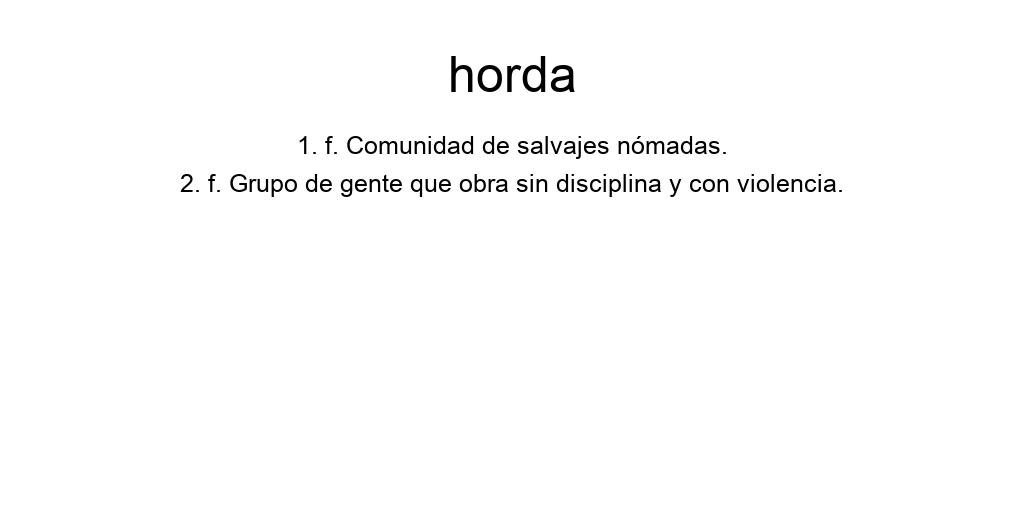 horda
1. f. Comunidad de salvajes nómadas.
2. f. Grupo de gente que obra sin disciplina y con violencia.